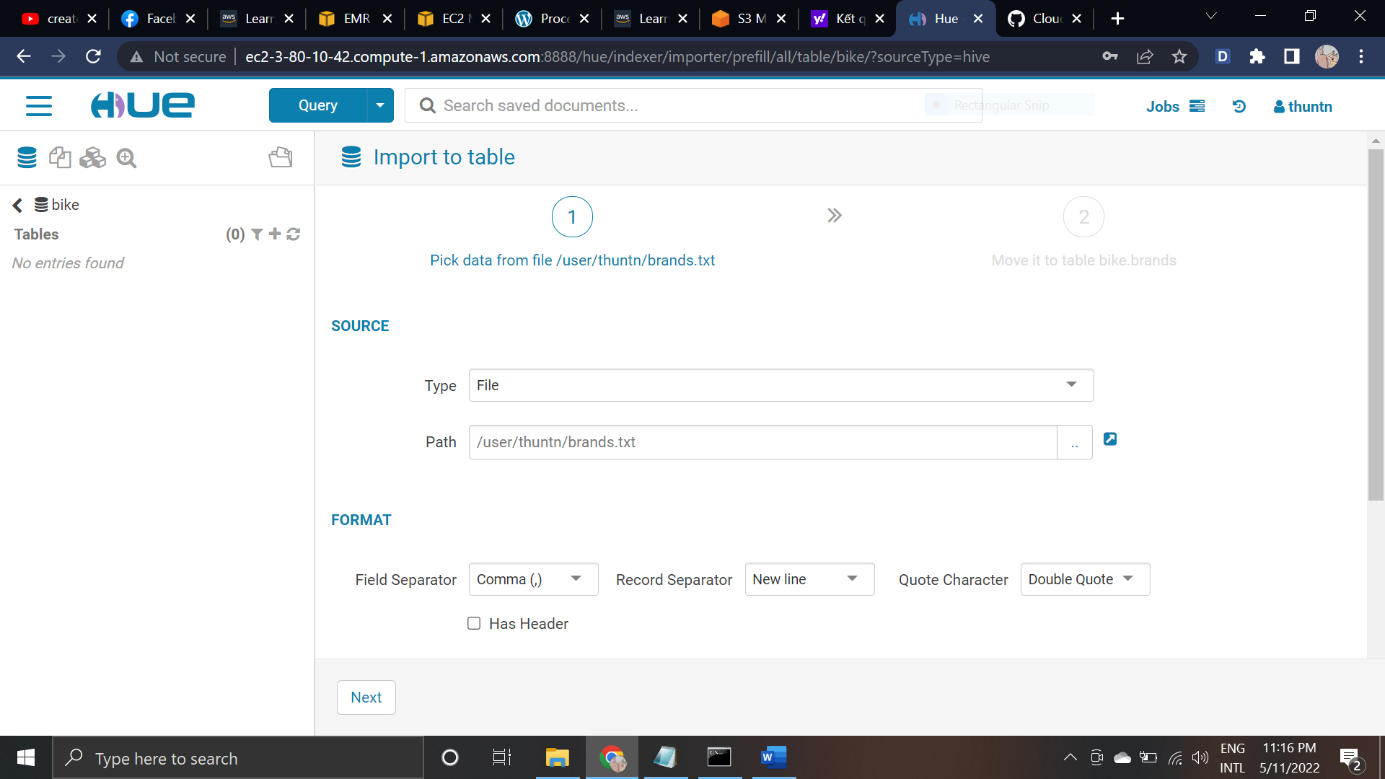 create
Facel
Learn
EMR
EC2
Proce
Learn
S3 M
Kết q
Hue
Clou
Not secure
ec2-3-80-10-42.compute-1.amazonaws.com:8888/hue/indexer/importer/prefill/all/table/bike/?sourceType=hive
HUE
Query
Search saved documents...
Rectangular Snip
Jobs
thuntn
Import to table
bike
Tables
(0)
No entries found
1
2
Pick data from file /user/thuntn/brands.txt
Move it to table bike.brands
SOURCE
Type
File
Path
/user/thuntn/brands.txt
..
FORMAT
Field Separator
Comma (,)
Record Separator
New line
Quote Character
Double Quote
Has Header
Next
Type here to search
ENG
INTL
11:16 PM
5/11/2022
2